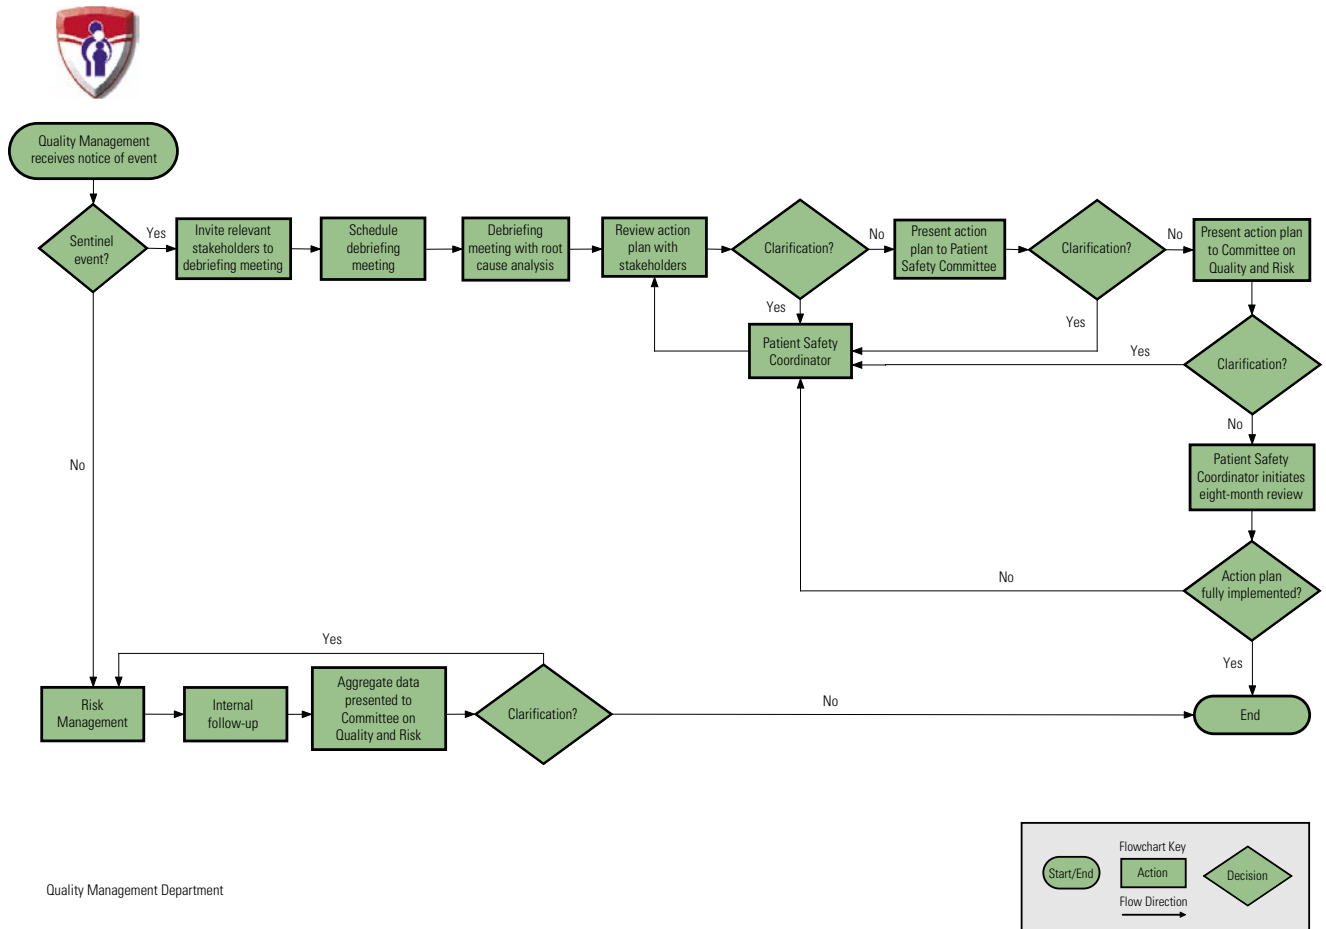 Quality Management
receives notice of event
Sentinel
event?
Yes
Invite relevant
stakeholders to
debriefing meeting
Schedule
debriefing
meeting
Debriefing
meeting with root
cause analysis
Review action
plan with
stakeholders
Clarification?
No
Present action
plan to Patient
Safety Committee
Clarification?
No
Present action plan
to Committee on
Quality and Risk
Yes
Patient Safety
Coordinator
Yes
Yes
Clarification?
No
Patient Safety
Coordinator initiates
eight-month review
No
Action plan
fully implemented?
No
Yes
Yes
Risk
Management
Internal
follow-up
Aggregate data
presented to
Committee on
Quality and Risk
Clarification?
No
End
Quality Management Department
Flowchart Key
Start/End
Action
Decision
Flow Direction